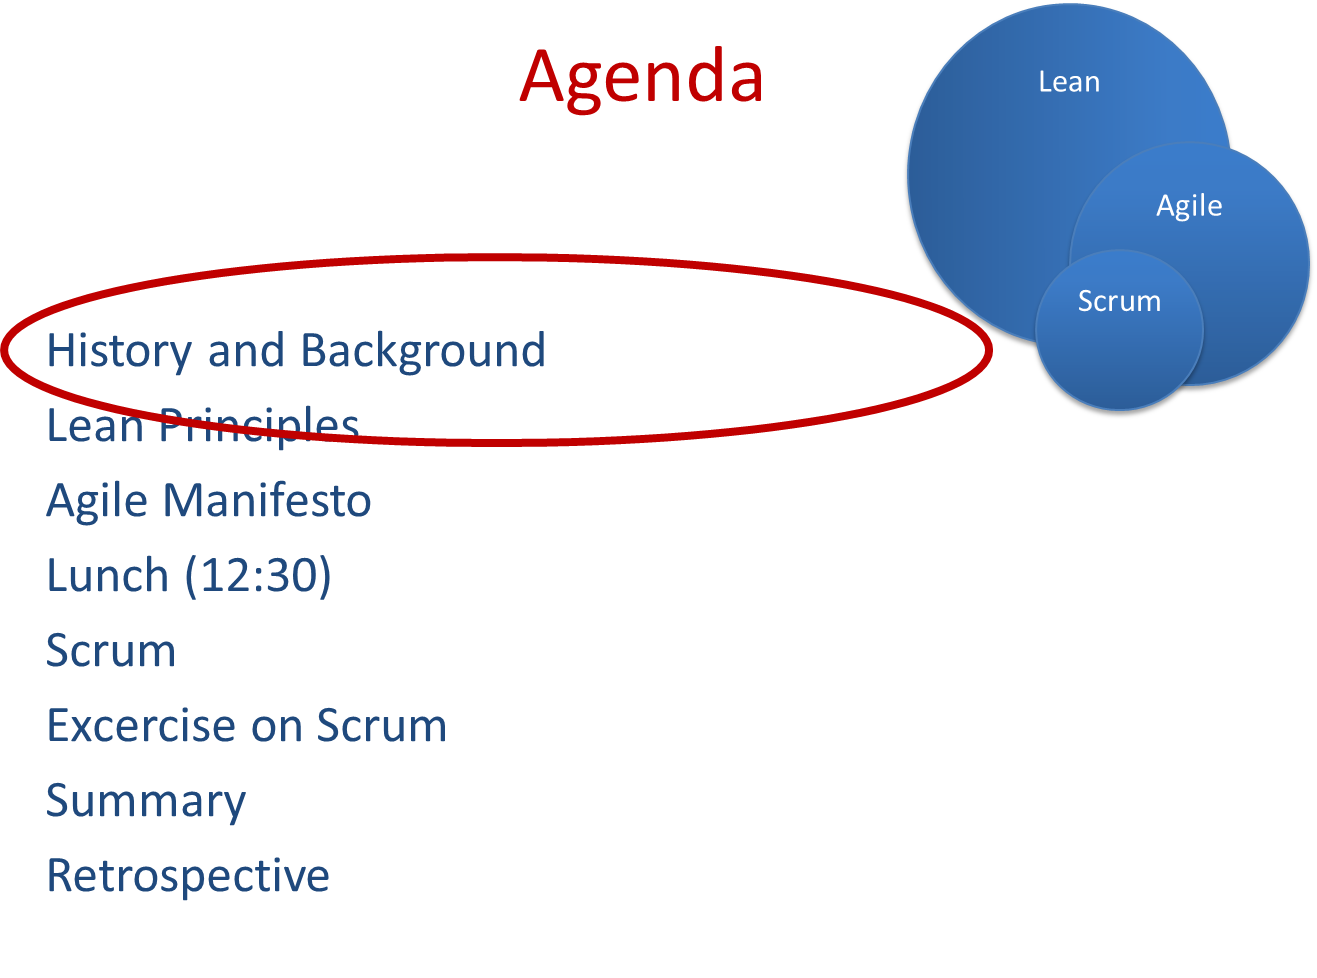 Agenda
Lean
Agile
Scrum
History and Background
Lean Principles
Agile Manifesto
Lunch (12:30)
Scrum
Excercise on Scrum
Summary
Retrospective